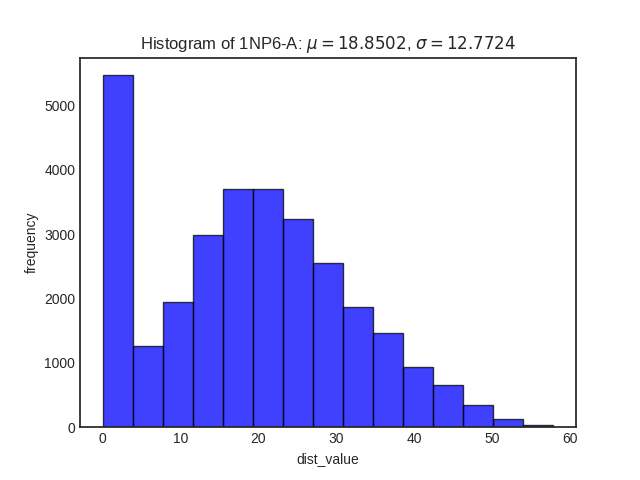 Histogram of 1NP6-A: μ = 18.8502, σ = 12.7724
frequency
5000
4000
3000
2000
1000
0
0 10 20 30 40 50 60
dist_value